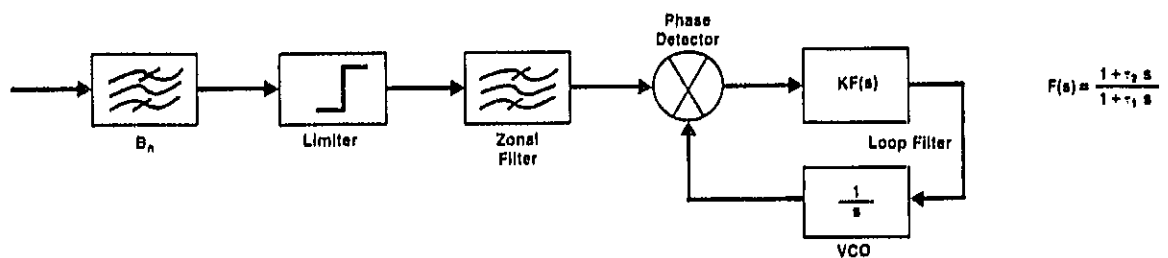 Phase
Detector
KF(s)
F(s) = 1 + τ₂ s / 1 + τ₁ s
Bn
Limiter
Zonal
Filter
Loop Filter
1/s
VCO